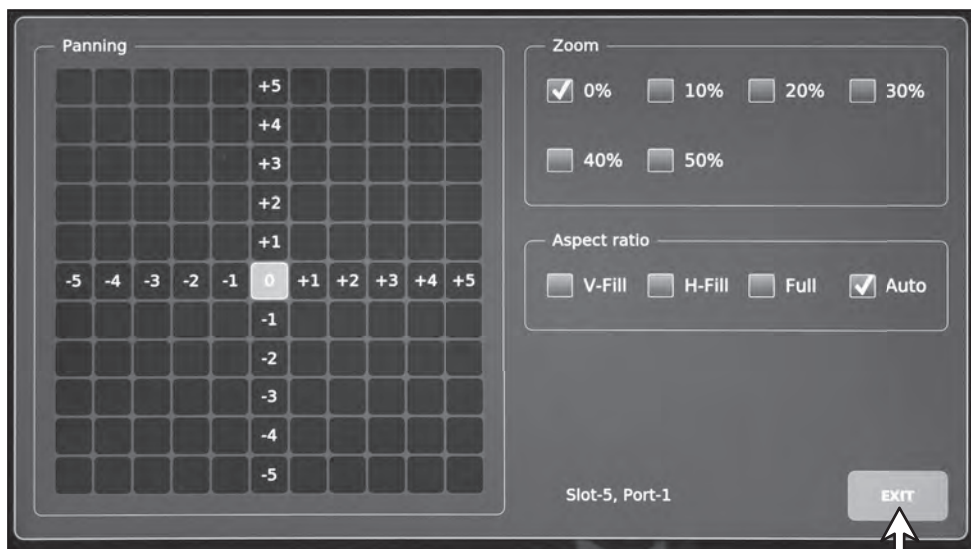 Panning
+5
+4
+3
+2
+1
-5 -4 -3 -2 -1 0 +1 +2 +3 +4 +5
-1
-2
-3
-4
-5
Zoom
0% 10% 20% 30%
40% 50%
Aspect ratio
V-Fill H-Fill Full Auto
Slot-5, Port-1
EXIT